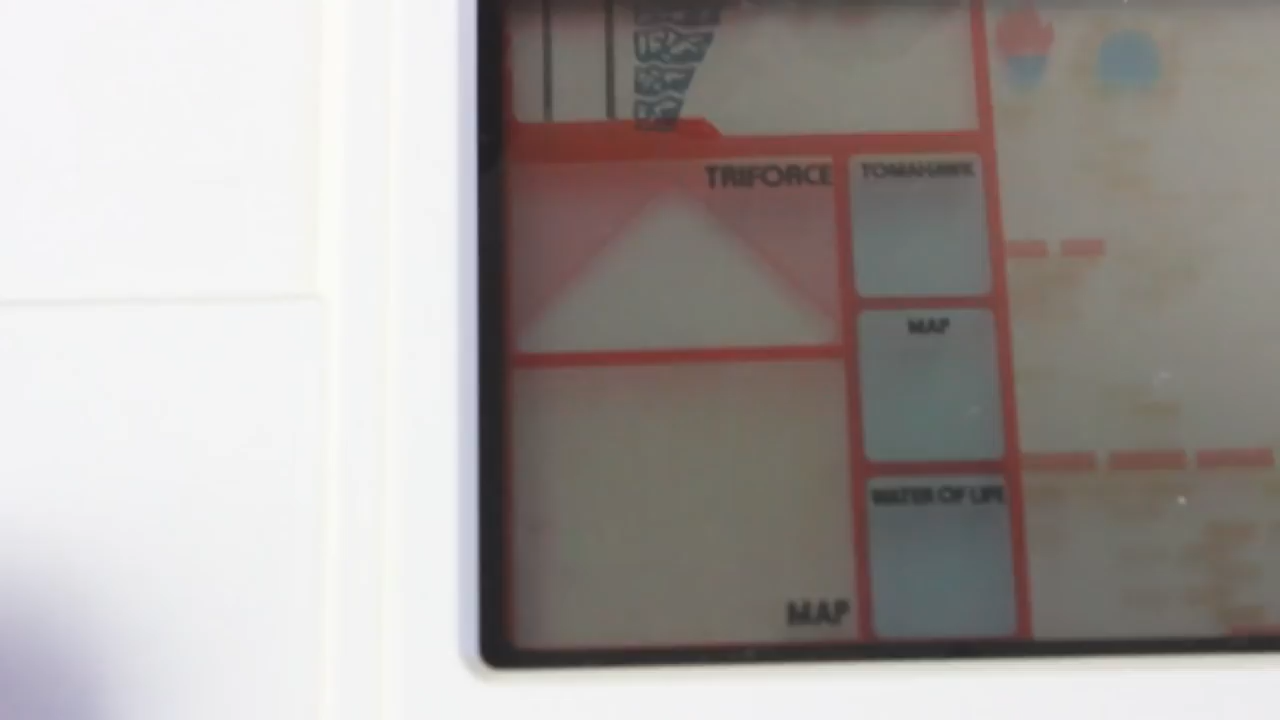 TRIFORCE
TOMAHAWK
MAP
WATER OF LIFE
MAP